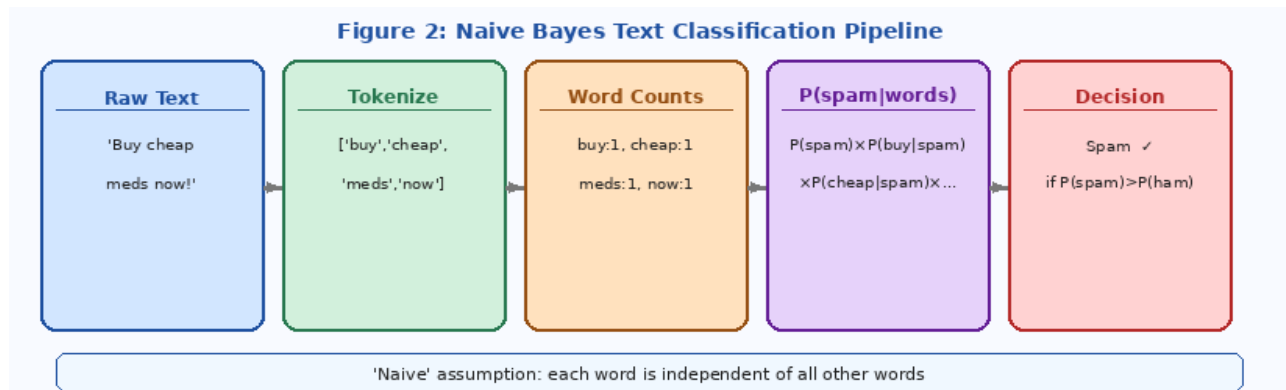 Figure 2: Naive Bayes Text Classification Pipeline
Raw Text
'Buy cheap
meds now!'
Tokenize
['buy','cheap',
'meds','now']
Word Counts
buy:1, cheap:1
meds:1, now:1
P(spam|words)
P(spam)×P(buy|spam)
×P(cheap|spam)×...
Decision
Spam ✓
if P(spam)>P(ham)
'Naive' assumption: each word is independent of all other words